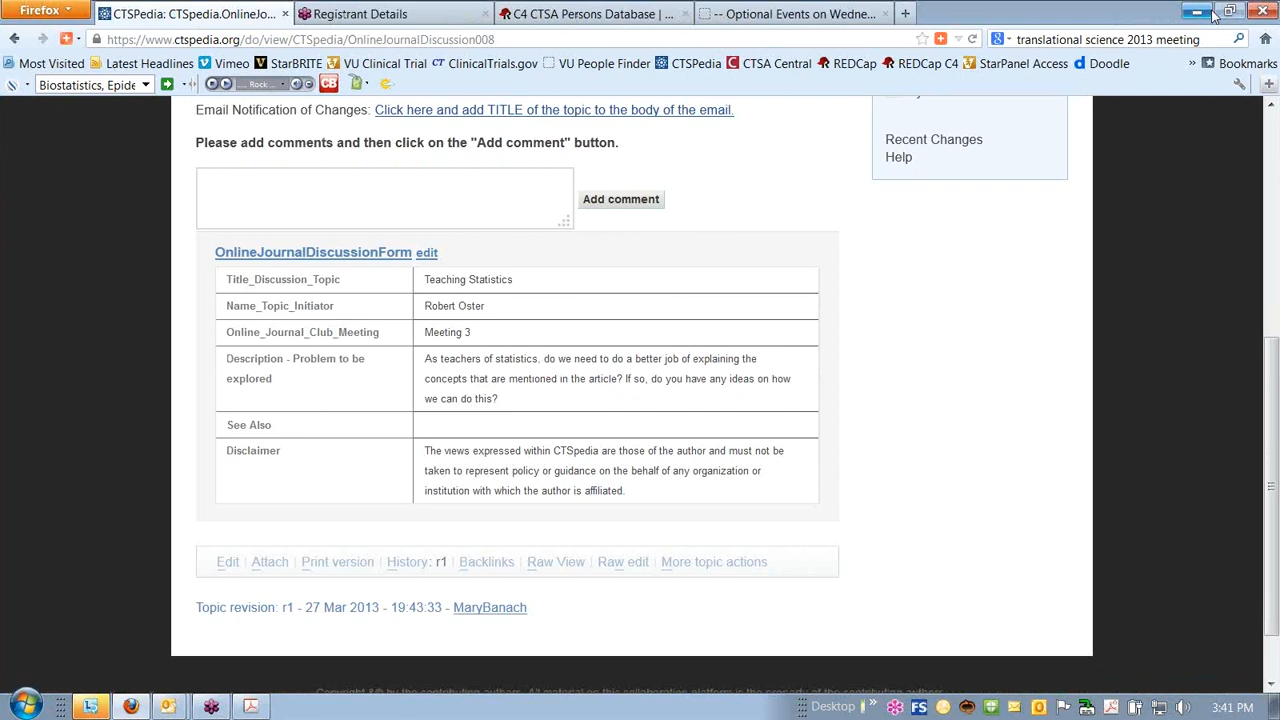 Firefox
CTSPedia: CTSpedia.OnlineJo...
Registrant Details
C4 CTSA Persons Database | ...
-- Optional Events on Wedne...
https://www.ctspedia.org/do/view/CTSpedia/OnlineJournalDiscussion008
translational science 2013 meeting
Most Visited
Latest Headlines
Vimeo
StarBRITE
VU Clinical Trial
ClinicalTrials.gov
VU People Finder
CTSPedia
CTSA Central
REDCap
REDCap C4
StarPanel Access
Doodle
Bookmarks
Biostatistics, Epide
Rock...
CB
Email Notification of Changes: Click here and add TITLE of the topic to the body of the email.
Please add comments and then click on the "Add comment" button.
Recent Changes
Help
Add comment
OnlineJournalDiscussionForm edit
Title_Discussion_Topic Teaching Statistics
Name_Topic_Initiator Robert Oster
Online_Journal_Club_Meeting Meeting 3
Description - Problem to be explored
As teachers of statistics, do we need to do a better job of explaining the
concepts that are mentioned in the article? If so, do you have any ideas on how
we can do this?
See Also
Disclaimer The views expressed within CTSpedia are those of the author and must not be
taken to represent policy or guidance on the behalf of any organization or
institution with which the author is affiliated.
Edit | Attach | Print version | History: r1 | Backlinks | Raw View | Raw edit | More topic actions
Topic revision: r1 - 27 Mar 2013 - 19:43:33 - MaryBanach
Desktop
FS
3:41 PM